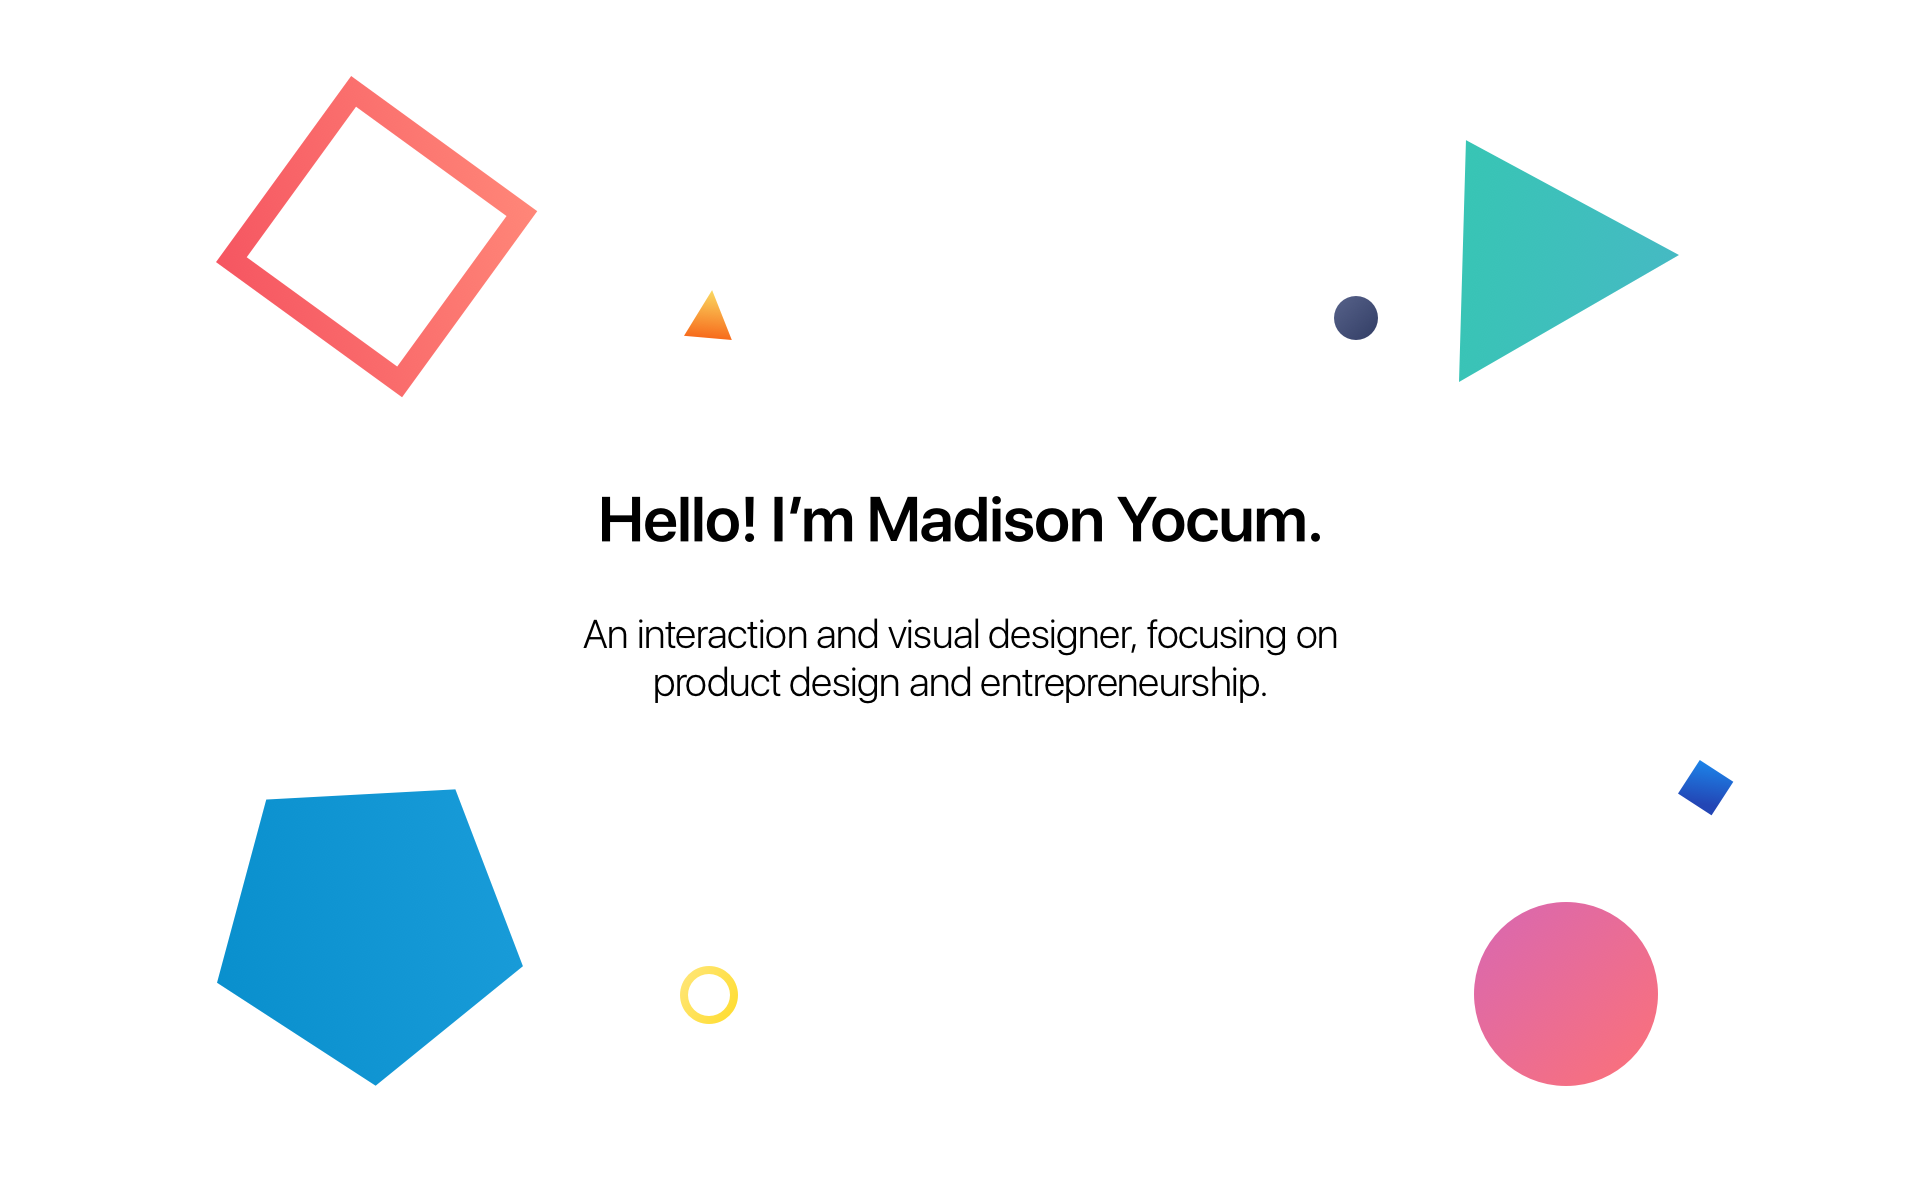 Hello! I’m Madison Yocum.
An interaction and visual designer, focusing on
product design and entrepreneurship.